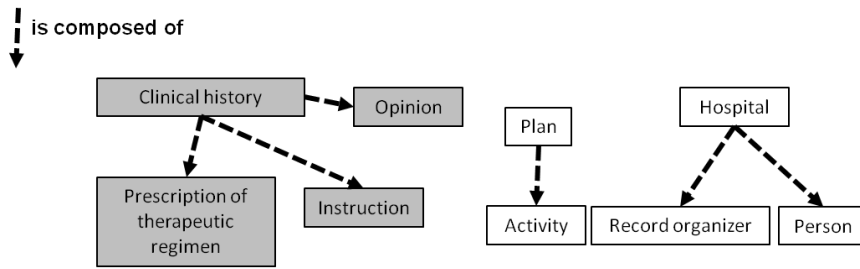 is composed of
Clinical history
Opinion
Plan
Hospital
Prescription of
therapeutic
regimen
Instruction
Activity
Record organizer
Person